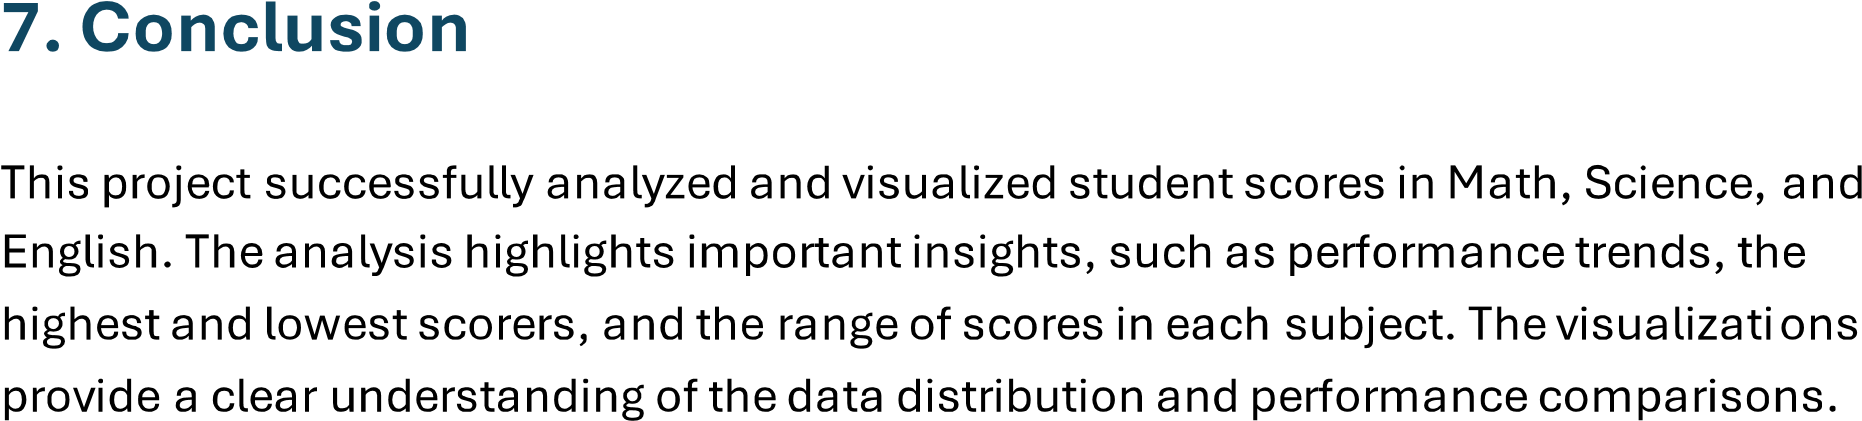 7. Conclusion
This project successfully analyzed and visualized student scores in Math, Science, and
English. The analysis highlights important insights, such as performance trends, the
highest and lowest scorers, and the range of scores in each subject. The visualizations
provide a clear understanding of the data distribution and performance comparisons.